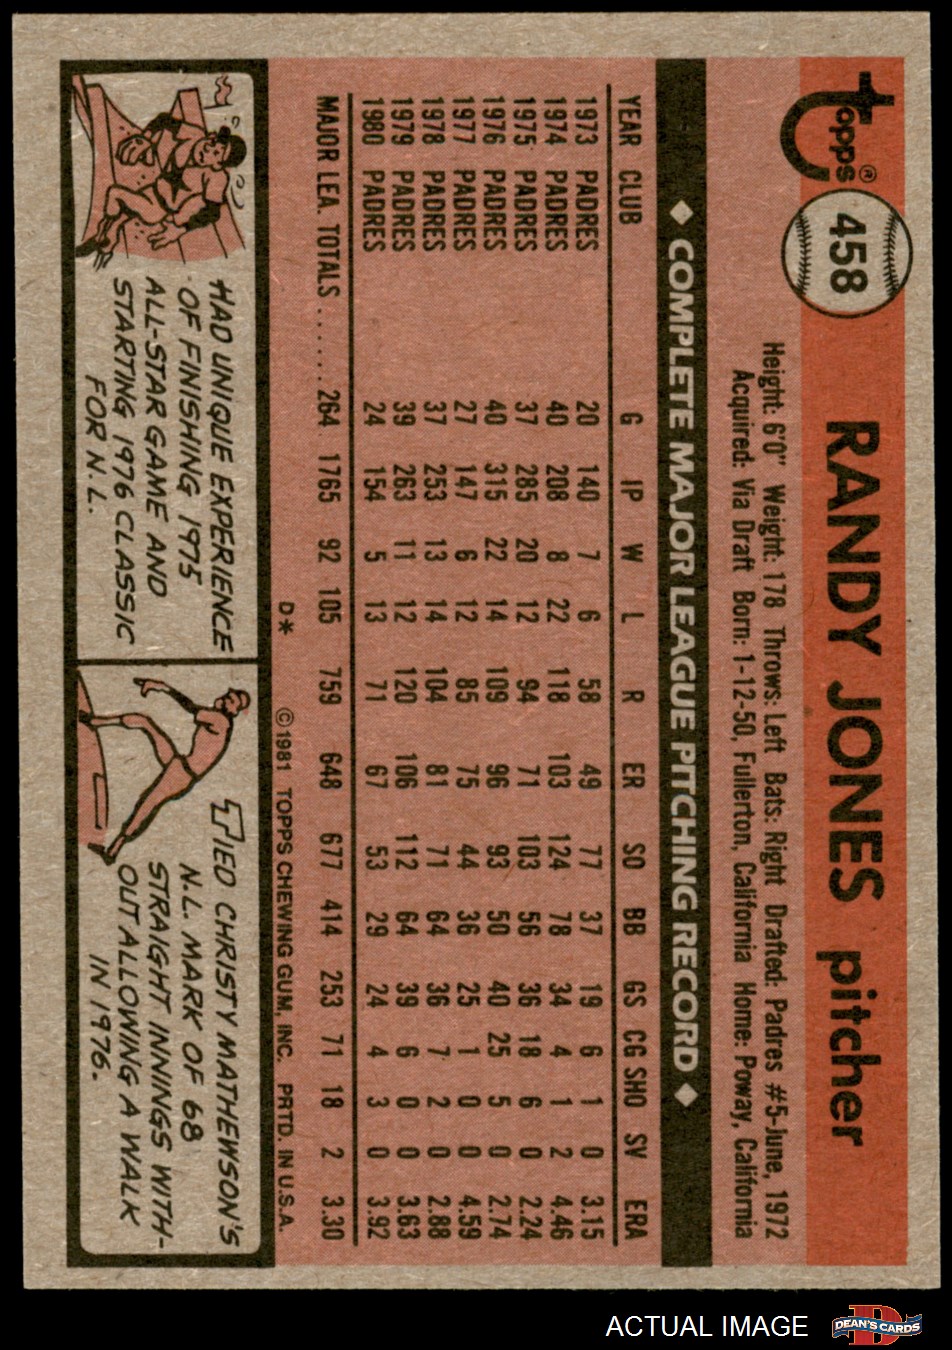 Topps®
458
RANDY JONES pitcher
Height: 6'0" Weight: 178 Throws: Left Bats: Right Drafted: Padres #5-June, 1972
Acquired: Via Draft Born: 1-12-50, Fullerton, California Home: Poway, California
◆ COMPLETE MAJOR LEAGUE PITCHING RECORD ◆
YEAR CLUB G IP W L R ER SO BB GS CG SHO SV ERA
1973 PADRES 20 140 7 6 58 49 77 37 19 6 1 0 3.15
1974 PADRES 40 208 8 22 118 103 124 78 34 4 1 2 4.46
1975 PADRES 37 285 20 12 94 71 103 56 36 18 6 0 2.24
1976 PADRES 40 315 22 14 109 96 93 50 40 25 5 0 2.74
1977 PADRES 27 147 6 12 85 75 44 36 25 1 0 0 4.59
1978 PADRES 37 253 13 14 104 81 71 64 36 7 2 0 2.88
1979 PADRES 39 263 11 12 120 106 112 64 39 6 0 0 3.63
1980 PADRES 24 154 5 13 71 67 53 29 24 4 3 0 3.92
MAJOR LEA. TOTALS...... 264 1765 92 105 759 648 677 414 253 71 18 2 3.30
D* ©1981 TOPPS CHEWING GUM, INC. PRTD. IN U.S.A.
HAD UNIQUE EXPERIENCE
OF FINISHING 1975
ALL-STAR GAME AND
STARTING 1976 CLASSIC
FOR N.L.
TIED CHRISTY MATHEWSON'S
N.L. MARK OF 68
STRAIGHT INNINGS WITH-
OUT ALLOWING A WALK
IN 1976.
ACTUAL IMAGE
D
DEAN'S CARDS